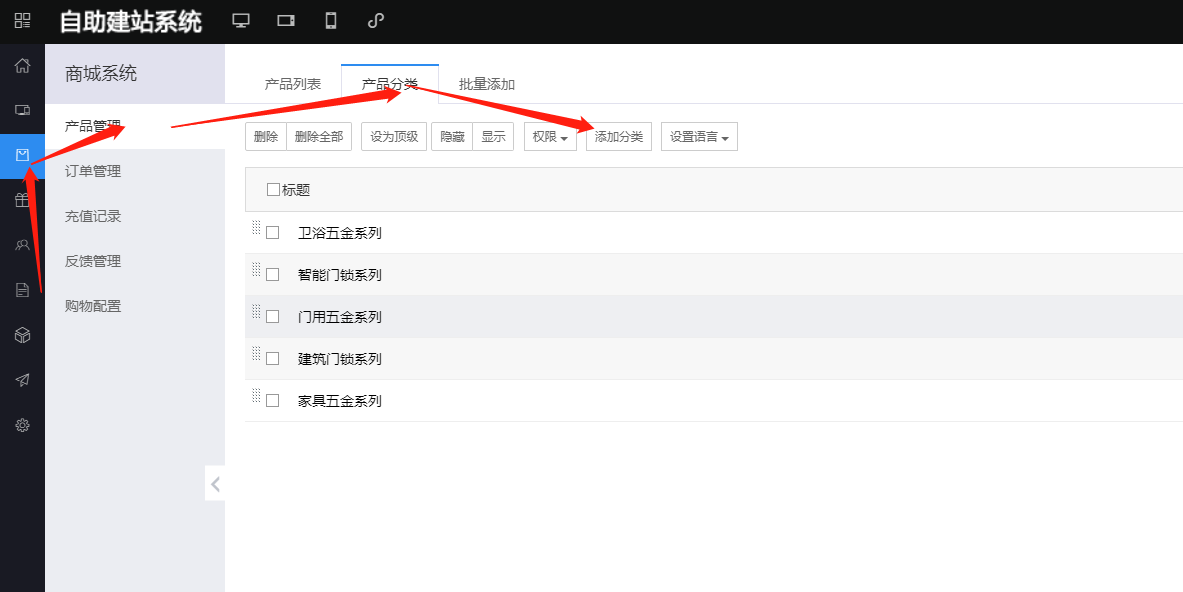 自助建站系统
商城系统
产品管理
订单管理
充值记录
反馈管理
购物配置
产品列表 产品分类 批量添加
删除 删除全部 设为顶级 隐藏 显示 权限 添加分类 设置语言
标题
卫浴五金系列
智能门锁系列
门用五金系列
建筑门锁系列
家具五金系列